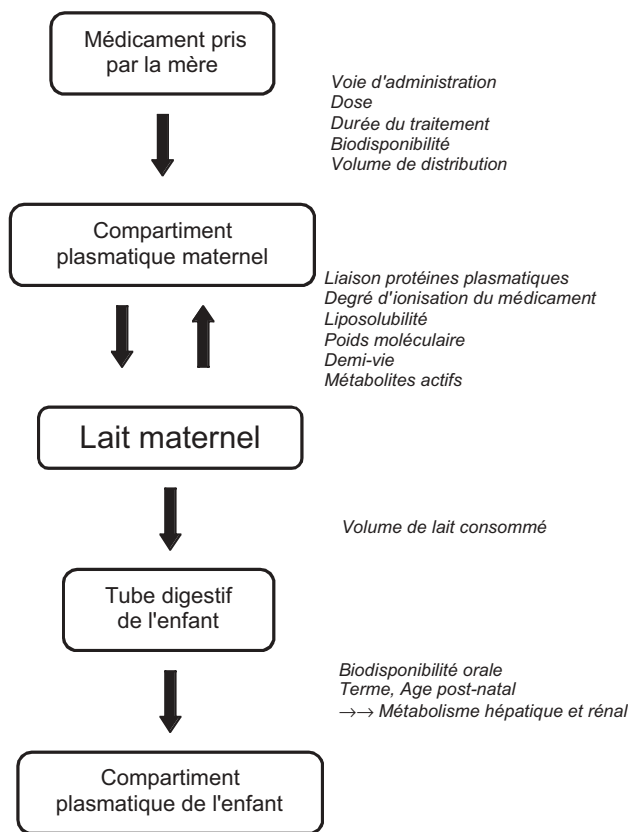 Médicament pris
par la mère
Voie d'administration
Dose
Durée du traitement
Biodisponibilité
Volume de distribution
Compartiment
plasmatique maternel
Liaison protéines plasmatiques
Degré d'ionisation du médicament
Liposolubilité
Poids moléculaire
Demi-vie
Métabolites actifs
Lait maternel
Volume de lait consommé
Tube digestif
de l'enfant
Biodisponibilité orale
Terme, Age post-natal
→→ Métabolisme hépatique et rénal
Compartiment
plasmatique de l'enfant